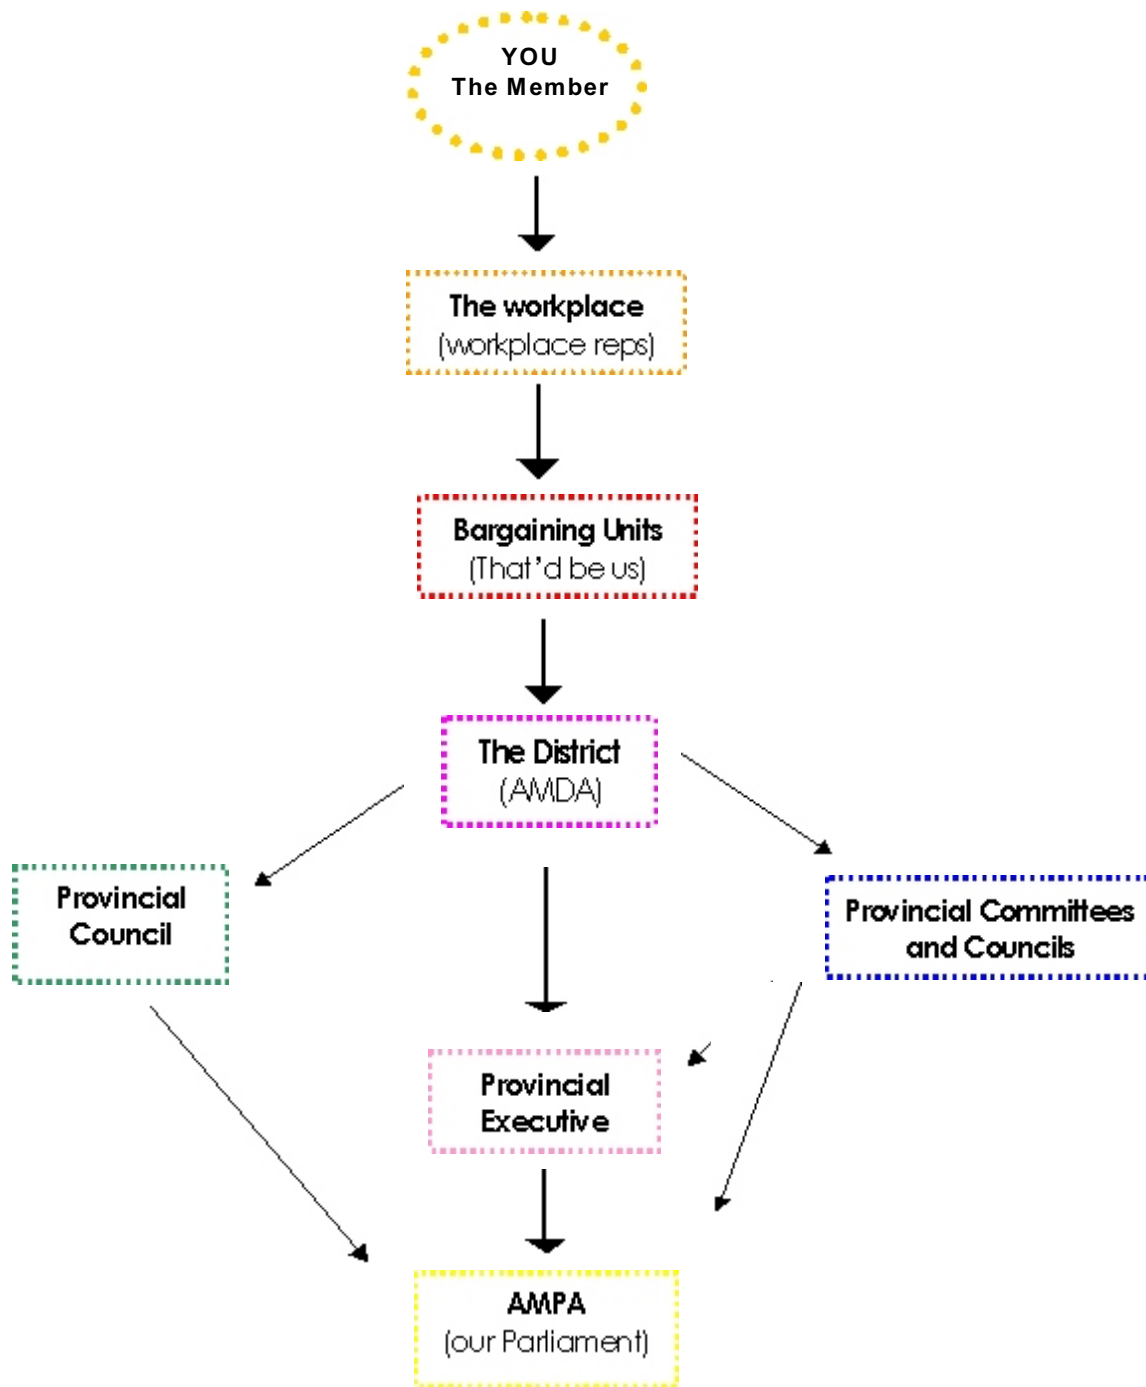 YOU
The Member
The workplace
(workplace reps)
Bargaining Units
(That’d be us)
The District
(AMDA)
Provincial
Council
Provincial Committees
and Councils
Provincial
Executive
AMPA
(our Parliament)